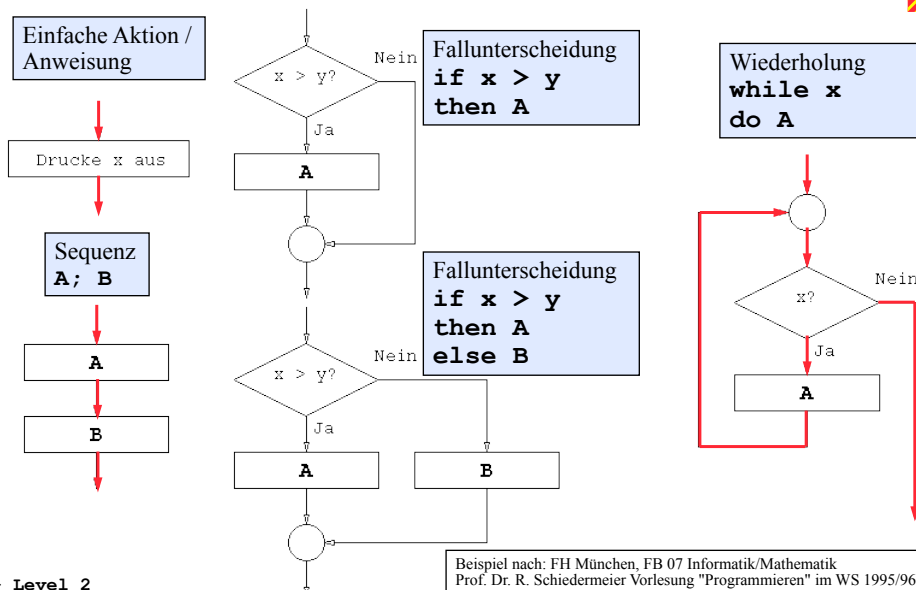 Einfache Aktion /
Anweisung
Drucke x aus
Sequenz
A; B
A
B
x > y?
Nein
Ja
A
Fallunterscheidung
if x > y
then A
x > y?
Nein
Ja
A
B
Fallunterscheidung
if x > y
then A
else B
Wiederholung
while x
do A
x?
Nein
Ja
A
Level 2
Beispiel nach: FH München, FB 07 Informatik/Mathematik
Prof. Dr. R. Schiedermeier Vorlesung "Programmieren" im WS 1995/96